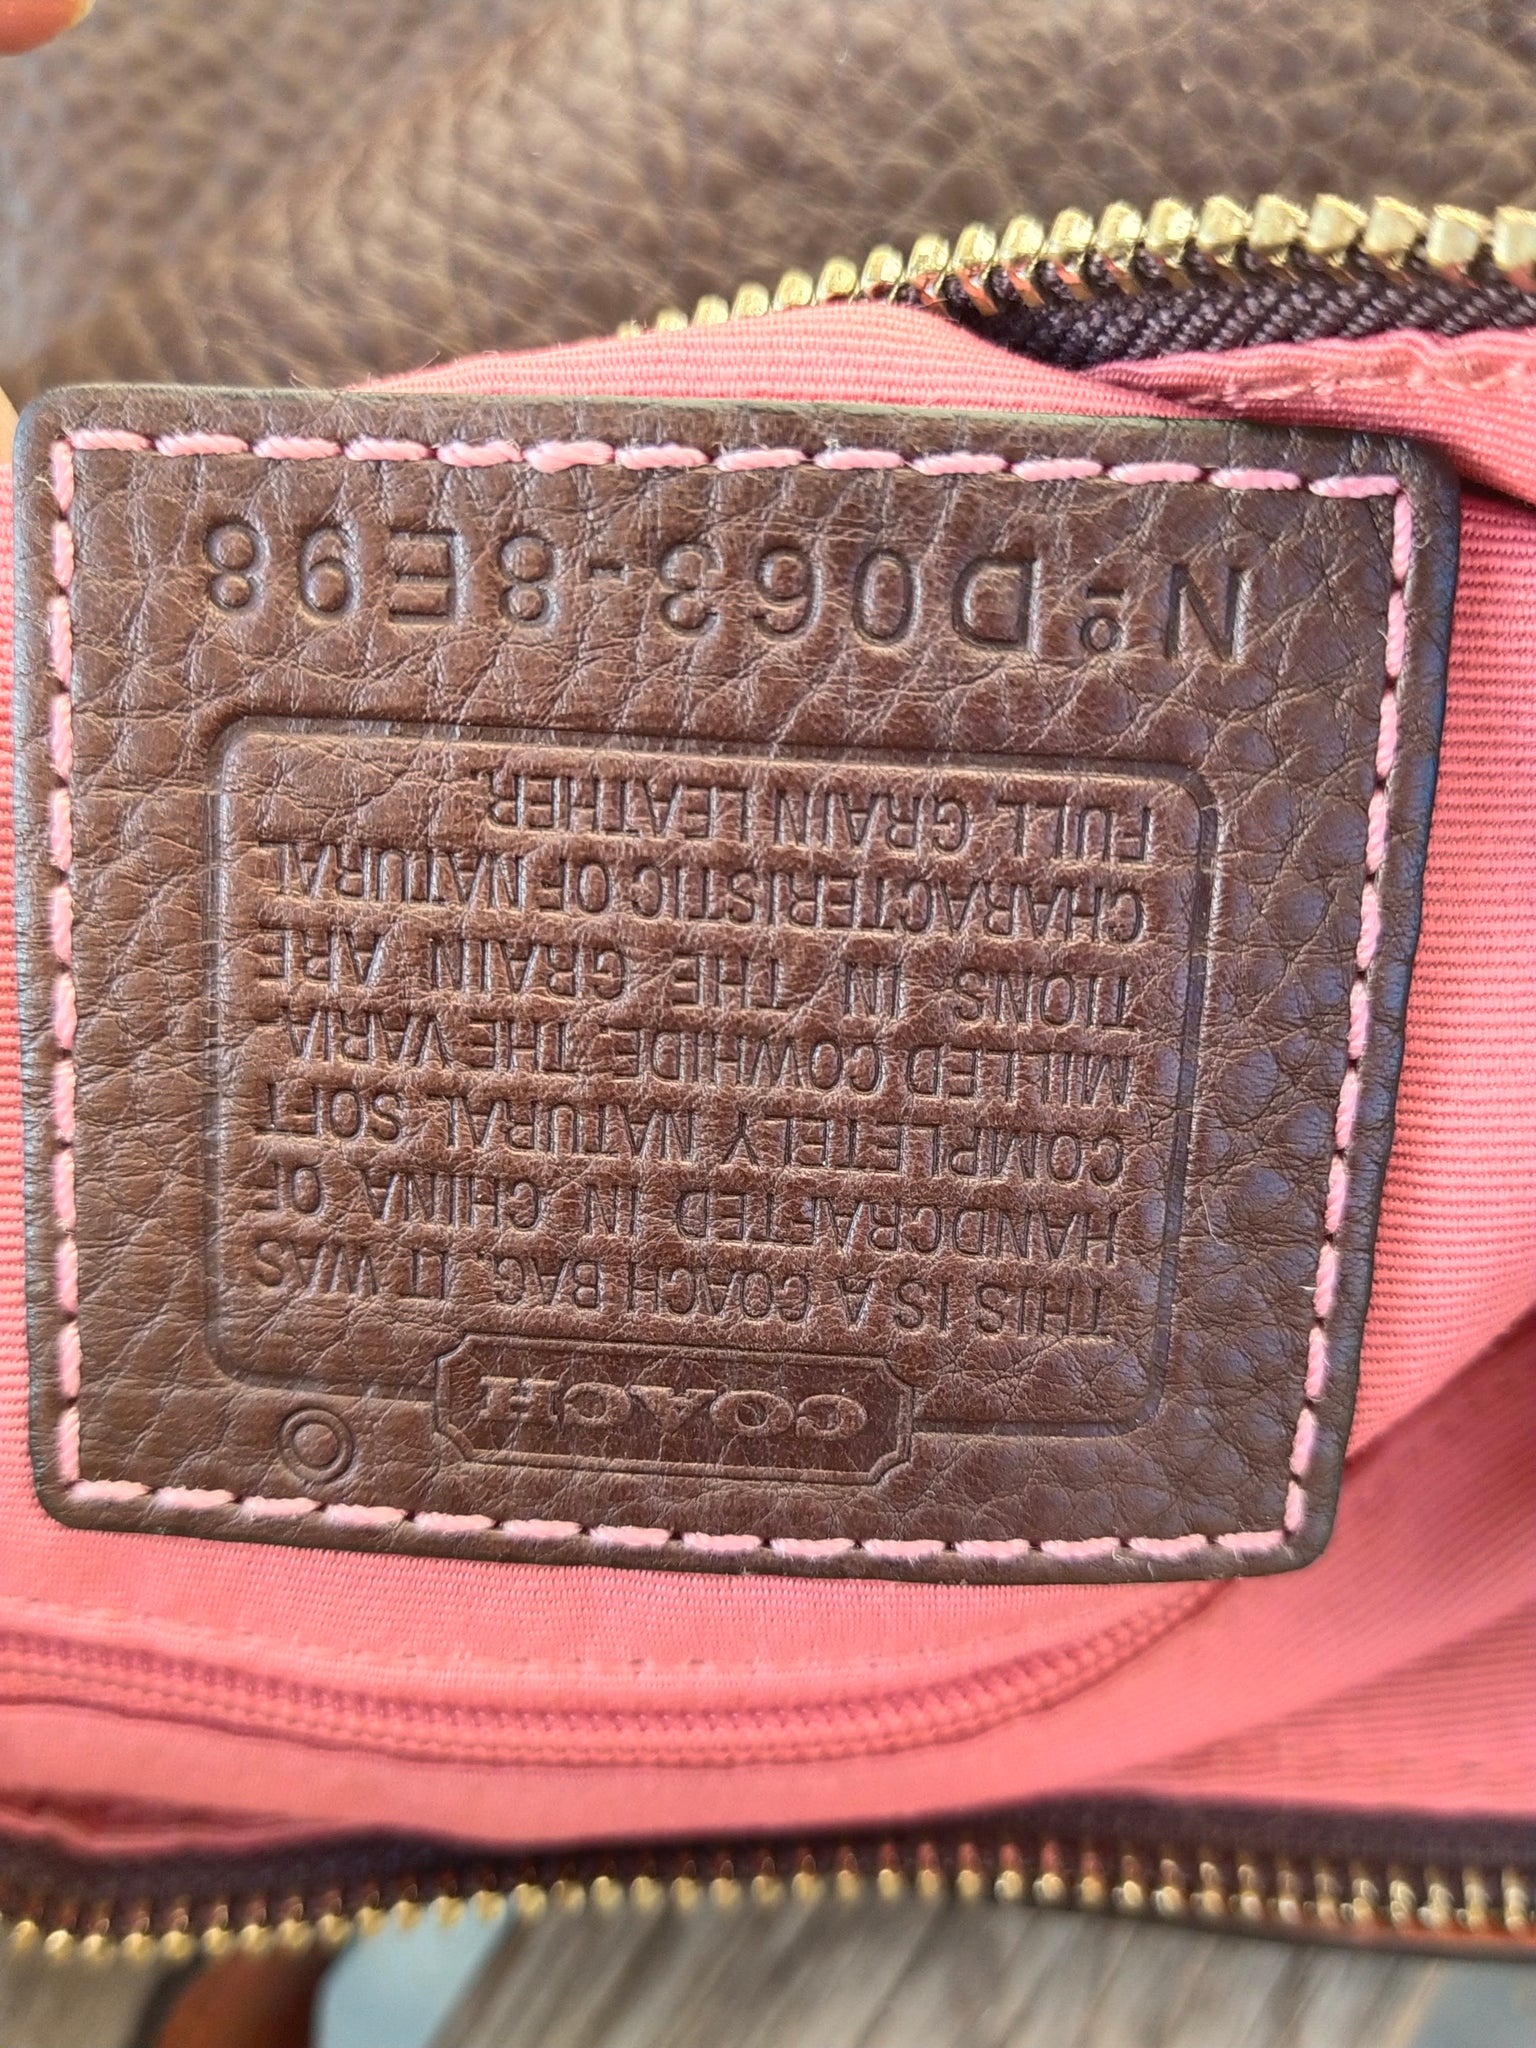 COACH
THIS IS A COACH BAG. IT WAS
HANDCRAFTED IN CHINA OF
COMPLETELY NATURAL SOFT
MILLED COWHIDE. THE VARIA-
TIONS IN THE GRAIN ARE
CHARACTERISTIC OF NATURAL
FULL GRAIN LEATHER.
Nº D063-8E98